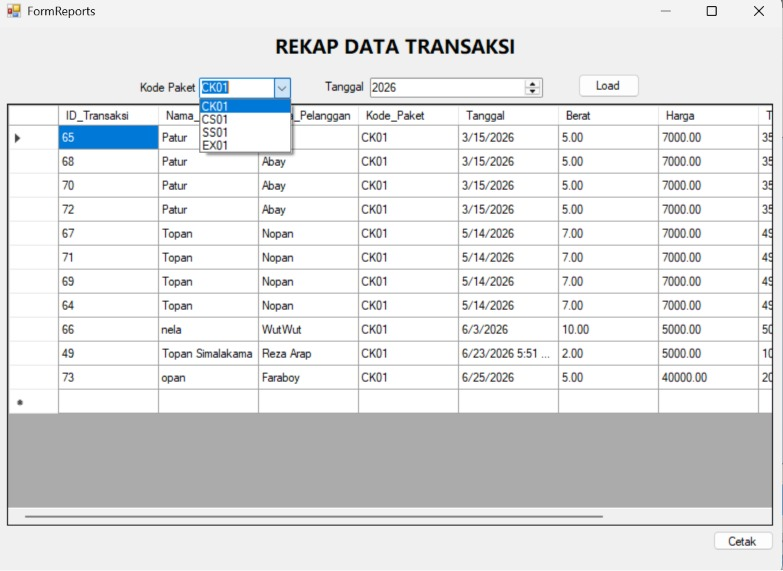 FormReports
REKAP DATA TRANSAKSI
Kode Paket CK01 Tanggal 2026 Load
CK01
CS01
SS01
EX01
ID_Transaksi Nama_ _Pelanggan Kode_Paket Tanggal Berat Harga T
65 Patur CK01 3/15/2026 5.00 7000.00 35
68 Patur Abay CK01 3/15/2026 5.00 7000.00 35
70 Patur Abay CK01 3/15/2026 5.00 7000.00 35
72 Patur Abay CK01 3/15/2026 5.00 7000.00 35
67 Topan Nopan CK01 5/14/2026 7.00 7000.00 49
71 Topan Nopan CK01 5/14/2026 7.00 7000.00 49
69 Topan Nopan CK01 5/14/2026 7.00 7000.00 49
64 Topan Nopan CK01 5/14/2026 7.00 7000.00 49
66 nela WutWut CK01 6/3/2026 10.00 5000.00 50
49 Topan Simalakama Reza Arap CK01 6/23/2026 5:51 ... 2.00 5000.00 10
73 opan Faraboy CK01 6/25/2026 5.00 40000.00 20
Cetak